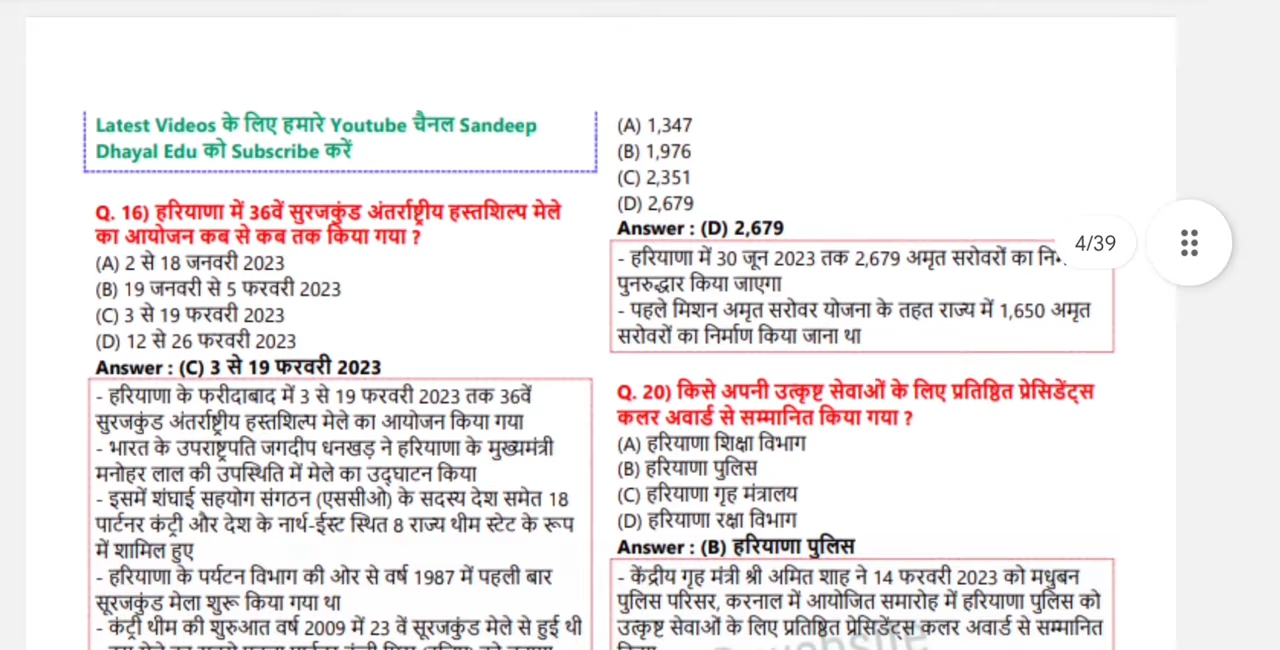 Latest Videos के लिए हमारे Youtube चैनल Sandeep
Dhayal Edu को Subscribe करें
Q. 16) हरियाणा में 36वें सुरजकुंड अंतर्राष्ट्रीय हस्तशिल्प मेले
का आयोजन कब से कब तक किया गया ?
(A) 2 से 18 जनवरी 2023
(B) 19 जनवरी से 5 फरवरी 2023
(C) 3 से 19 फरवरी 2023
(D) 12 से 26 फरवरी 2023
Answer : (C) 3 से 19 फरवरी 2023
- हरियाणा के फरीदाबाद में 3 से 19 फरवरी 2023 तक 36वें
सुरजकुंड अंतर्राष्ट्रीय हस्तशिल्प मेले का आयोजन किया गया
- भारत के उपराष्ट्रपति जगदीप धनखड़ ने हरियाणा के मुख्यमंत्री
मनोहर लाल की उपस्थिति में मेले का उद्घाटन किया
- इसमें शंघाई सहयोग संगठन (एससीओ) के सदस्य देश समेत 18
पार्टनर कंट्री और देश के नार्थ-ईस्ट स्थित 8 राज्य थीम स्टेट के रूप
में शामिल हुए
- हरियाणा के पर्यटन विभाग की ओर से वर्ष 1987 में पहली बार
सूरजकुंड मेला शुरू किया गया था
- कंट्री थीम की शुरुआत वर्ष 2009 में 23 वें सूरजकुंड मेले से हुई थी
(A) 1,347
(B) 1,976
(C) 2,351
(D) 2,679
Answer : (D) 2,679
- हरियाणा में 30 जून 2023 तक 2,679 अमृत सरोवरों का
पुनरुद्धार किया जाएगा
- पहले मिशन अमृत सरोवर योजना के तहत राज्य में 1,650 अमृत
सरोवरों का निर्माण किया जाना था
4/39
Q. 20) किसे अपनी उत्कृष्ट सेवाओं के लिए प्रतिष्ठित प्रेसिडेंट्स
कलर अवार्ड से सम्मानित किया गया ?
(A) हरियाणा शिक्षा विभाग
(B) हरियाणा पुलिस
(C) हरियाणा गृह मंत्रालय
(D) हरियाणा रक्षा विभाग
Answer : (B) हरियाणा पुलिस
- केंद्रीय गृह मंत्री श्री अमित शाह ने 14 फरवरी 2023 को मधुबन
पुलिस परिसर, करनाल में आयोजित समारोह में हरियाणा पुलिस को
उत्कृष्ट सेवाओं के लिए प्रतिष्ठित प्रेसिडेंट्स कलर अवार्ड से सम्मानित